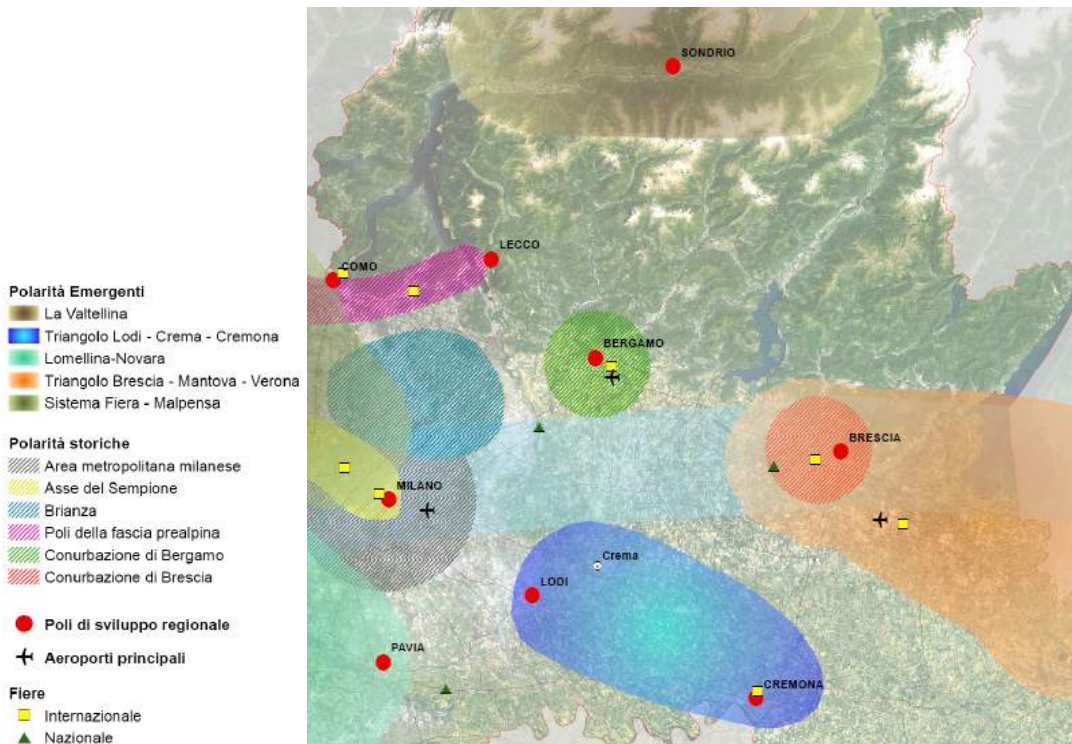 Polarità Emergenti
La Valtellina
Triangolo Lodi - Crema - Cremona
Lomellina-Novara
Triangolo Brescia - Mantova - Verona
Sistema Fiera - Malpensa
Polarità storiche
Area metropolitana milanese
Asse del Sempione
Brianza
Poli della fascia prealpina
Conurbazione di Bergamo
Conurbazione di Brescia
Poli di sviluppo regionale
Aeroporti principali
Fiere
Internazionale
Nazionale
SONDRIO
LECCO
COMO
BERGAMO
BRESCIA
MILANO
Crema
LODI
PAVIA
CREMONA